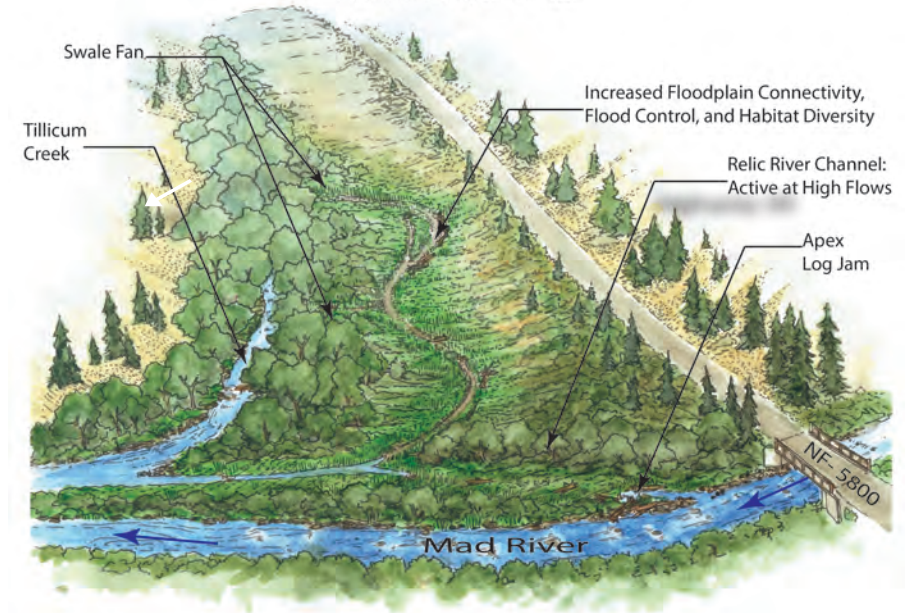 Swale Fan
Increased Floodplain Connectivity,
Flood Control, and Habitat Diversity
Tillicum
Creek
Relic River Channel:
Active at High Flows
Apex
Log Jam
NF- 5800
Mad River